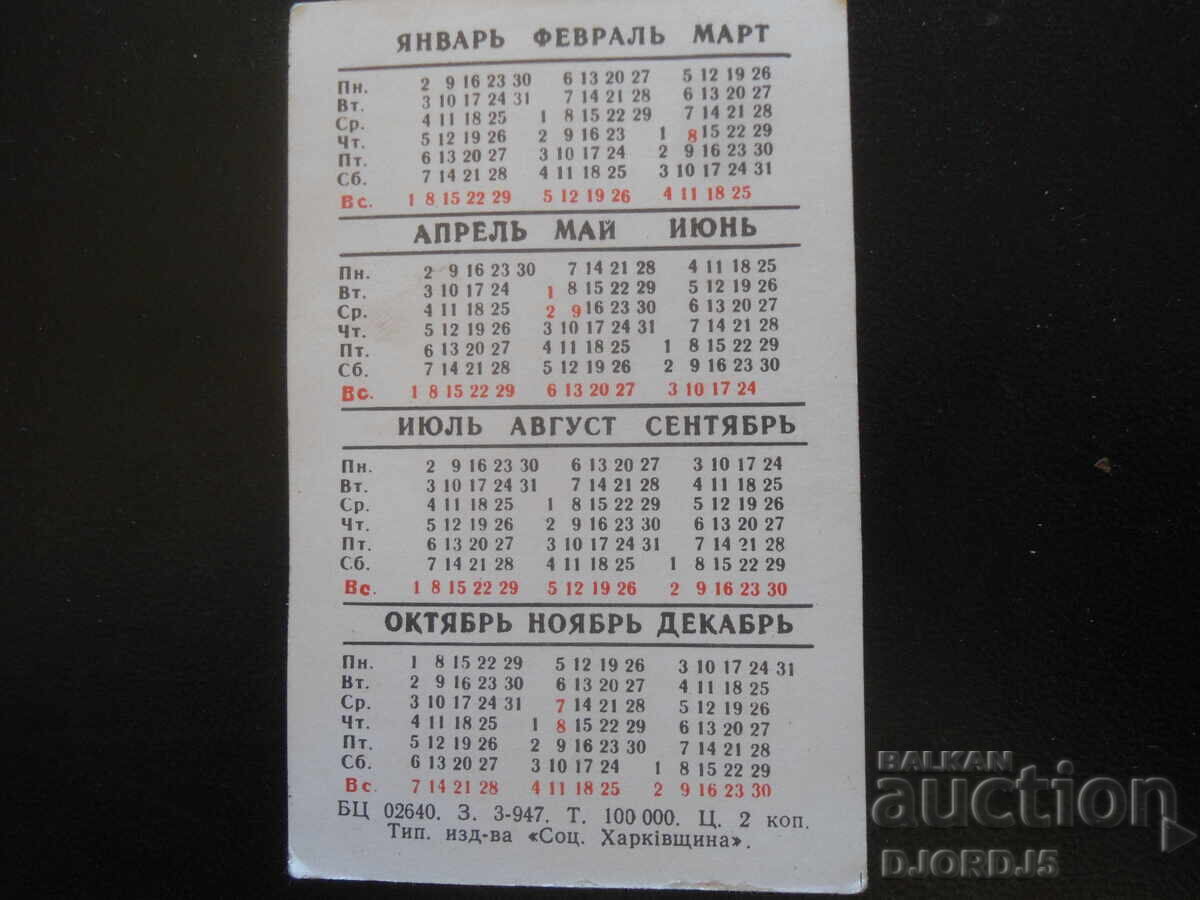 ЯНВАРЬ ФЕВРАЛЬ МАРТ
Пн. 2 9 16 23 30 6 13 20 27 5 12 19 26
Вт. 3 10 17 24 31 7 14 21 28 6 13 20 27
Ср. 4 11 18 25 1 8 15 22 29 7 14 21 28
Чт. 5 12 19 26 2 9 16 23 1 8 15 22 29
Пт. 6 13 20 27 3 10 17 24 2 9 16 23 30
Сб. 7 14 21 28 4 11 18 25 3 10 17 24 31
Вс. 1 8 15 22 29 5 12 19 26 4 11 18 25
АПРЕЛЬ МАЙ ИЮНЬ
Пн. 2 9 16 23 30 7 14 21 28 4 11 18 25
Вт. 3 10 17 24 1 8 15 22 29 5 12 19 26
Ср. 4 11 18 25 2 9 16 23 30 6 13 20 27
Чт. 5 12 19 26 3 10 17 24 31 7 14 21 28
Пт. 6 13 20 27 4 11 18 25 1 8 15 22 29
Сб. 7 14 21 28 5 12 19 26 2 9 16 23 30
Вс. 1 8 15 22 29 6 13 20 27 3 10 17 24
ИЮЛЬ АВГУСТ СЕНТЯБРЬ
Пн. 2 9 16 23 30 6 13 20 27 3 10 17 24
Вт. 3 10 17 24 31 7 14 21 28 4 11 18 25
Ср. 4 11 18 25 1 8 15 22 29 5 12 19 26
Чт. 5 12 19 26 2 9 16 23 30 6 13 20 27
Пт. 6 13 20 27 3 10 17 24 31 7 14 21 28
Сб. 7 14 21 28 4 11 18 25 1 8 15 22 29
Вс. 1 8 15 22 29 5 12 19 26 2 9 16 23 30
ОКТЯБРЬ НОЯБРЬ ДЕКАБРЬ
Пн. 1 8 15 22 29 5 12 19 26 3 10 17 24 31
Вт. 2 9 16 23 30 6 13 20 27 4 11 18 25
Ср. 3 10 17 24 31 7 14 21 28 5 12 19 26
Чт. 4 11 18 25 1 8 15 22 29 6 13 20 27
Пт. 5 12 19 26 2 9 16 23 30 7 14 21 28
Сб. 6 13 20 27 3 10 17 24 1 8 15 22 29
Вс. 7 14 21 28 4 11 18 25 2 9 16 23 30
БЦ 02640. З. 3-947. Т. 100 000. Ц. 2 коп.
Тип. изд-ва «Соц. Харківщина».
BALKAN
auction
DJORDJ5